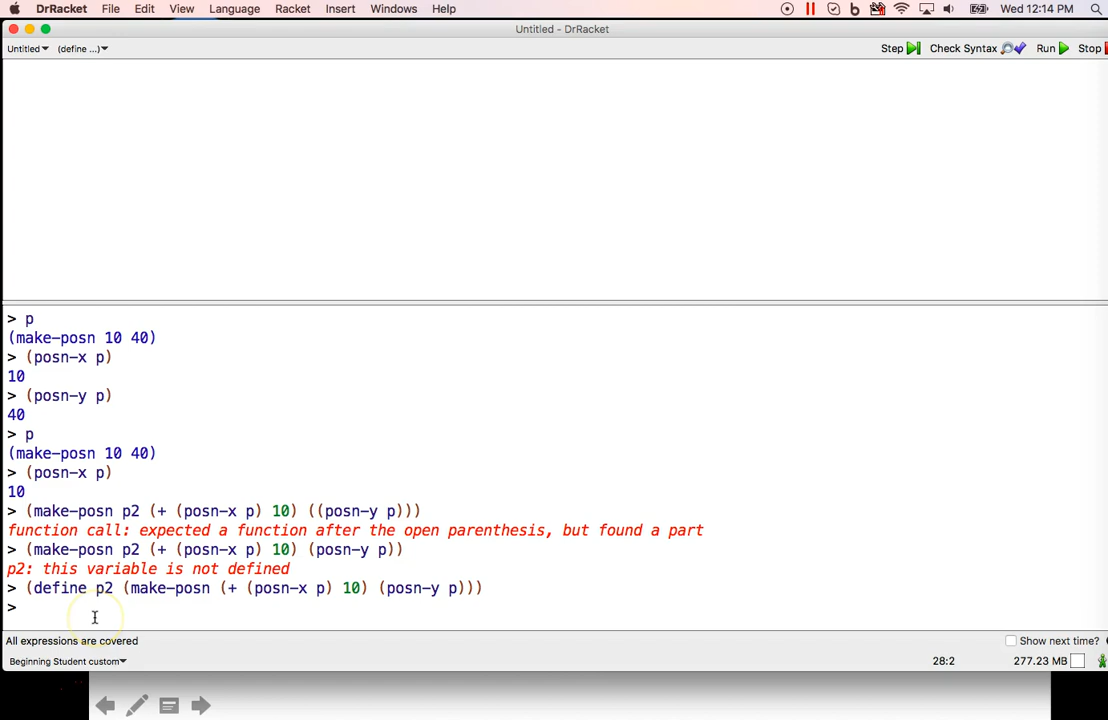 DrRacket File Edit View Language Racket Insert Windows Help Wed 12:14 PM
Untitled - DrRacket
Untitled (define ...) Step Check Syntax Run Stop
> p
(make-posn 10 40)
> (posn-x p)
10
> (posn-y p)
40
> p
(make-posn 10 40)
> (posn-x p)
10
> (make-posn p2 (+ (posn-x p) 10) ((posn-y p)))
function call: expected a function after the open parenthesis, but found a part
> (make-posn p2 (+ (posn-x p) 10) (posn-y p))
p2: this variable is not defined
> (define p2 (make-posn (+ (posn-x p) 10) (posn-y p)))
>
All expressions are covered Show next time?
Beginning Student custom 28:2 277.23 MB